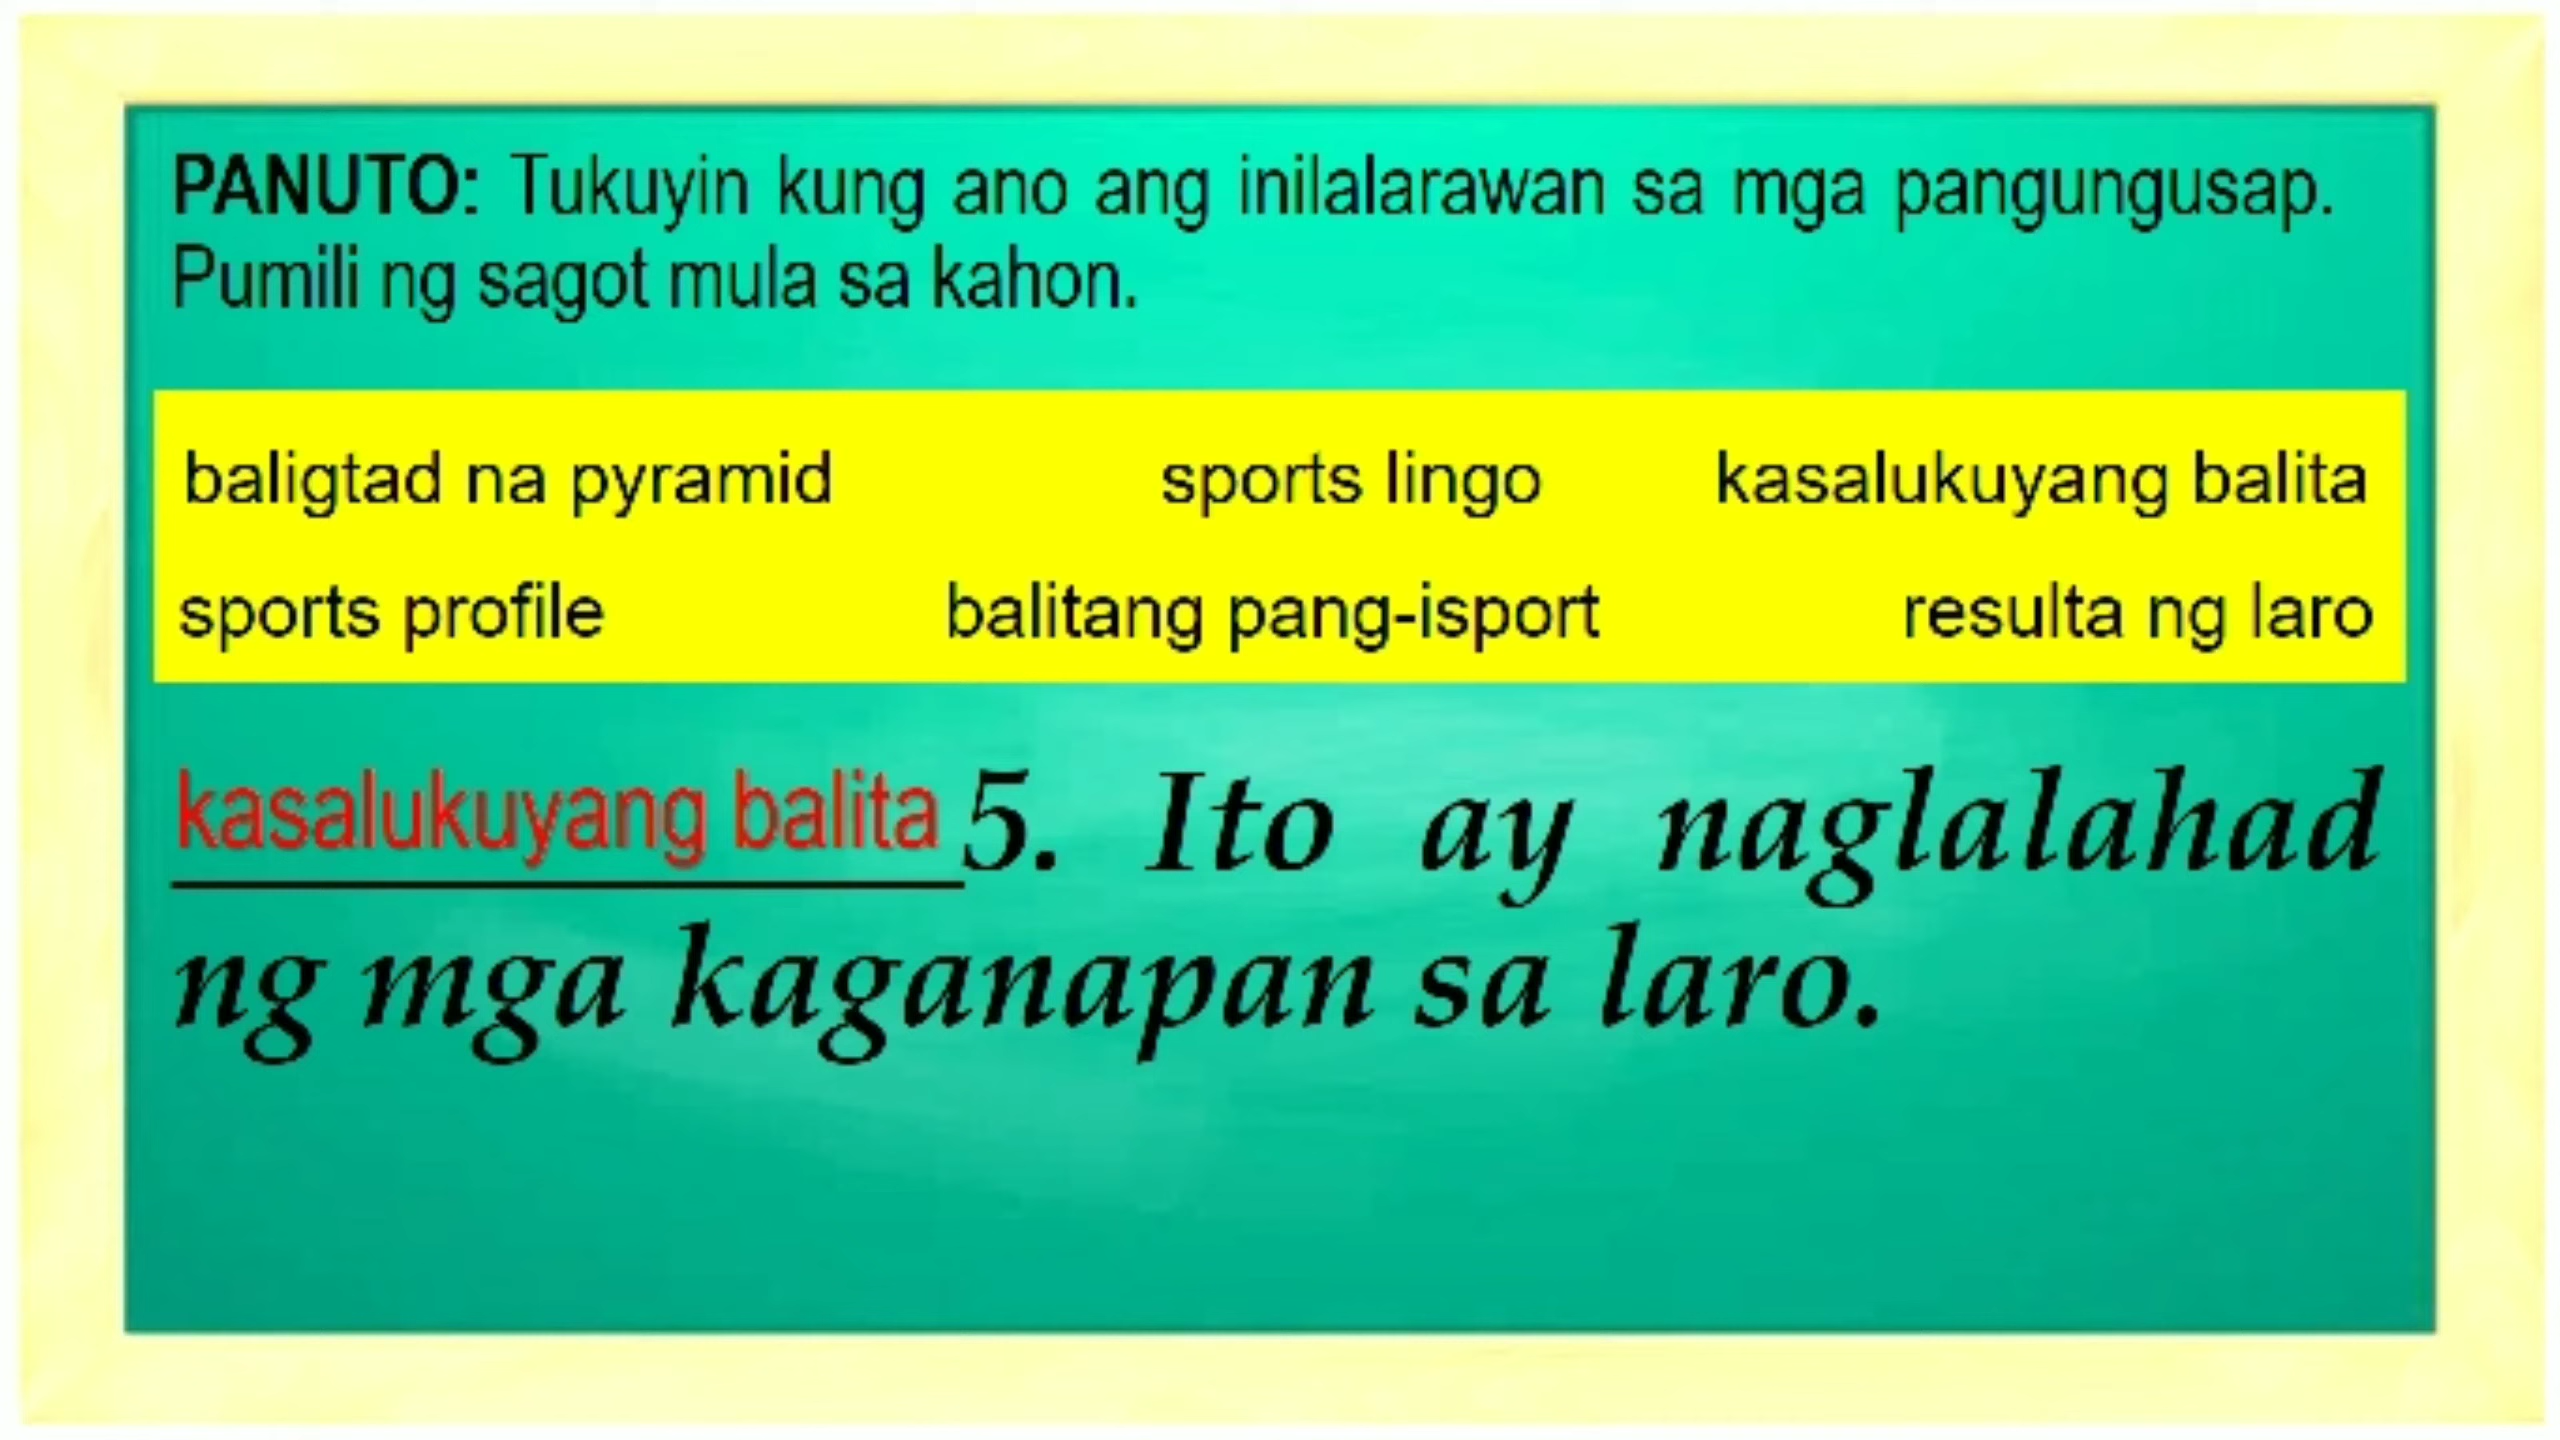 PANUTO: Tukuyin kung ano ang inilalarawan sa mga pangungusap.
Pumili ng sagot mula sa kahon.
baligtad na pyramid sports lingo kasalukuyang balita
sports profile balitang pang-isport resulta ng laro
kasalukuyang balita 5. Ito ay naglalahad
ng mga kaganapan sa laro.